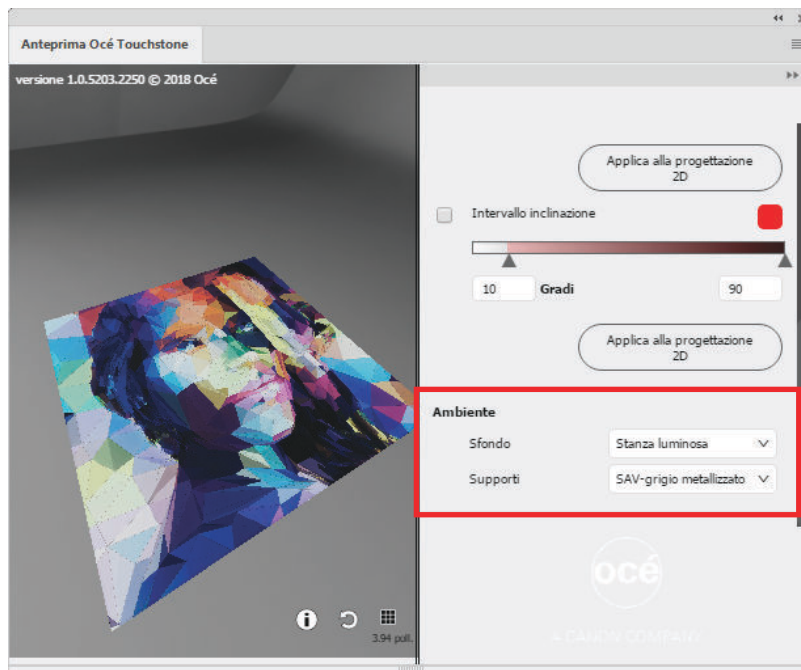 Anteprima Océ Touchstone
versione 1.0.5203.2250 © 2018 Océ
3.94 poll.
Applica alla progettazione
2D
Intervallo inclinazione
10 Gradi 90
Applica alla progettazione
2D
Ambiente
Sfondo Stanza luminosa
Supporti SAV-grigio metallizzato
océ
A CANON COMPANY